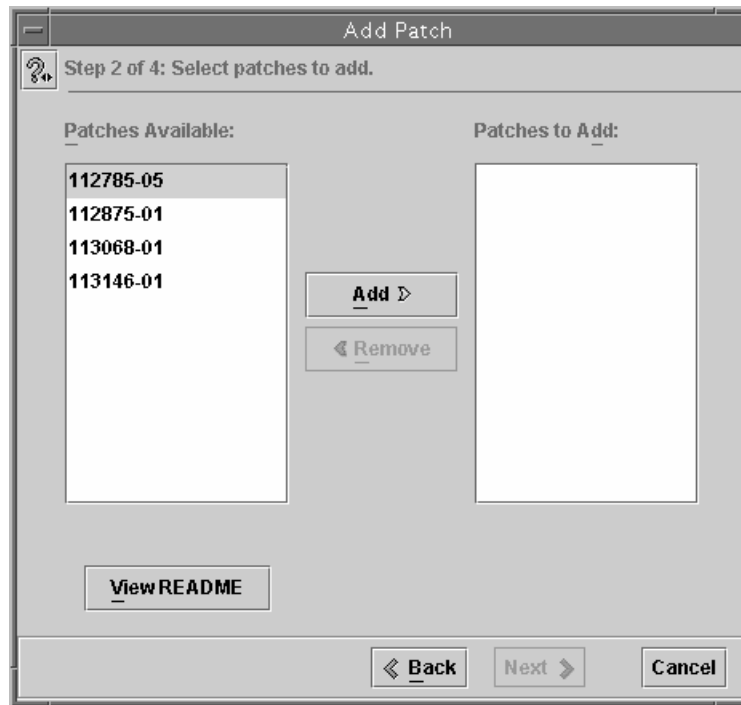 Add Patch
Step 2 of 4: Select patches to add.
Patches Available:
Patches to Add:
112785-05
112875-01
113068-01
113146-01
Add
Remove
View README
Back
Next
Cancel